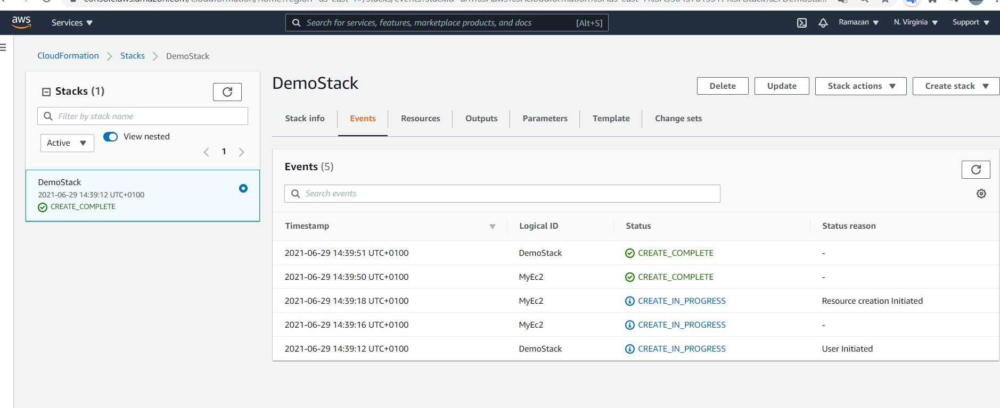 aws Services Search for services, features, marketplace products, and docs [Alt+S] Ramazan N. Virginia Support
CloudFormation Stacks DemoStack
Stacks (1)
Filter by stack name
Active View nested
1
DemoStack
2021-06-29 14:39:12 UTC+0100
CREATE_COMPLETE
DemoStack
Delete Update Stack actions Create stack
Stack info Events Resources Outputs Parameters Template Change sets
Events (5)
Search events
Timestamp Logical ID Status Status reason
2021-06-29 14:39:51 UTC+0100 DemoStack CREATE_COMPLETE -
2021-06-29 14:39:50 UTC+0100 MyEc2 CREATE_COMPLETE -
2021-06-29 14:39:18 UTC+0100 MyEc2 CREATE_IN_PROGRESS Resource creation Initiated
2021-06-29 14:39:16 UTC+0100 MyEc2 CREATE_IN_PROGRESS -
2021-06-29 14:39:12 UTC+0100 DemoStack CREATE_IN_PROGRESS User Initiated